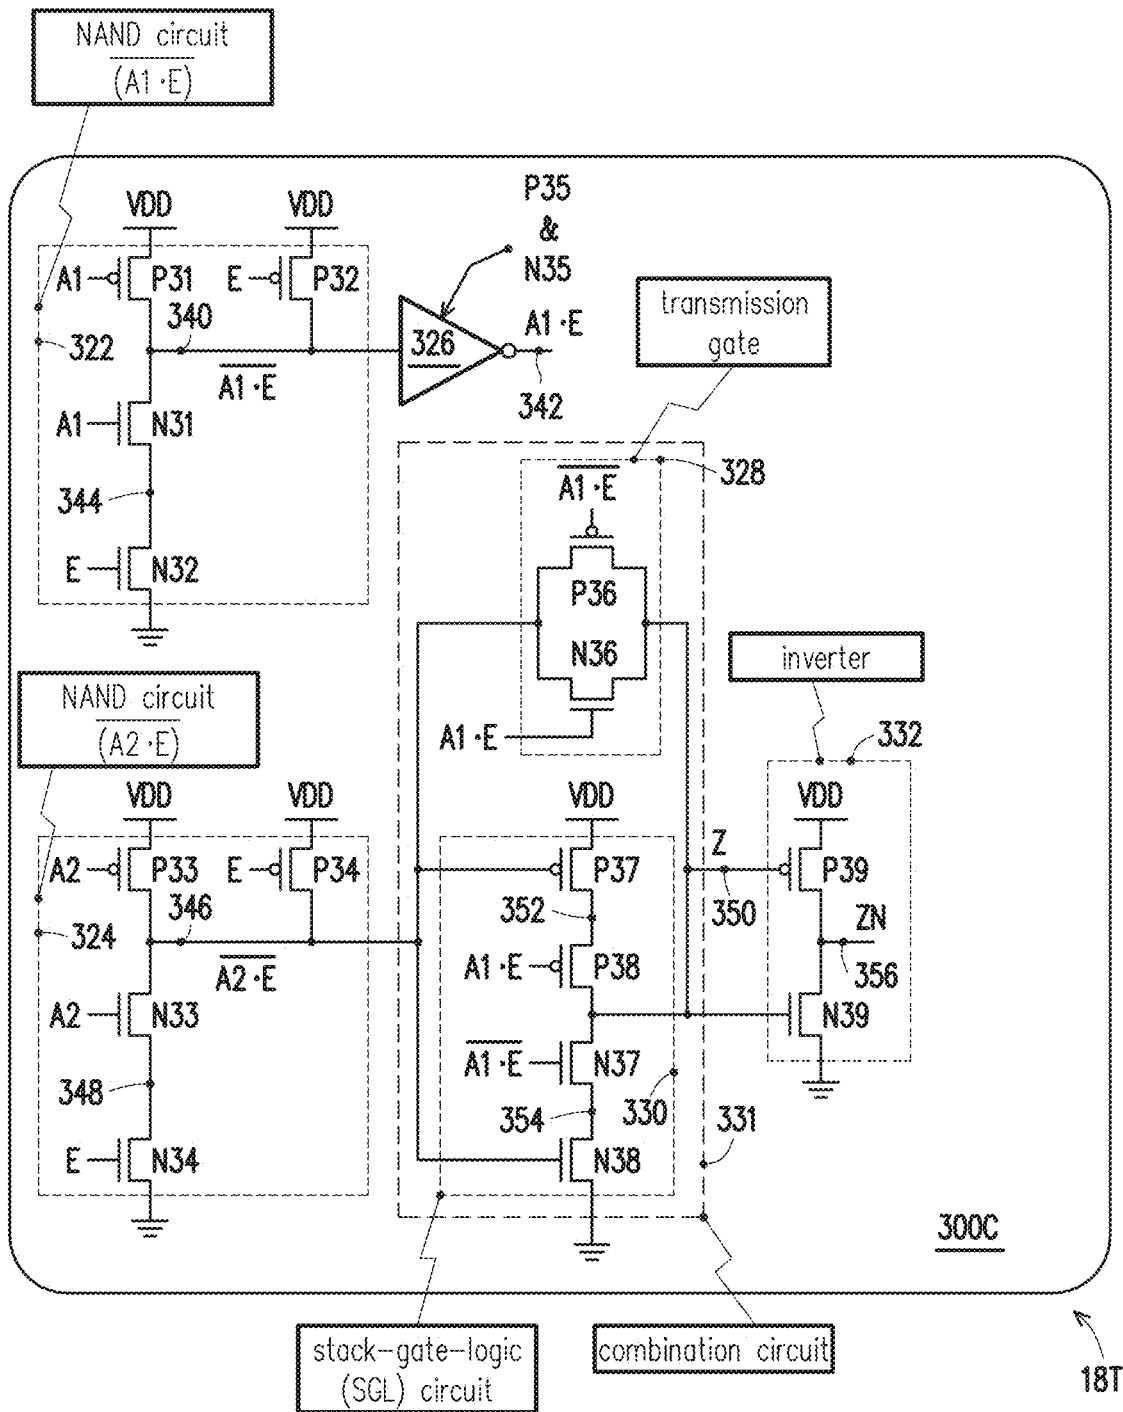 NAND circuit
(A1·E)
VDD
VDD
P35
&
N35
A1
P31
E
P32
340
322
A1·E
326
A1·E
342
transmission
gate
A1
N31
344
E
N32
328
A1·E
P36
N36
A1·E
inverter
332
NAND circuit
(A2·E)
VDD
VDD
A2
P33
E
P34
346
324
A2·E
A2
N33
348
E
N34
VDD
P37
352
A1·E
P38
A1·E
N37
354
330
N38
331
Z
350
VDD
P39
ZN
356
N39
300C
stack-gate-logic
(SGL) circuit
combination circuit
18T